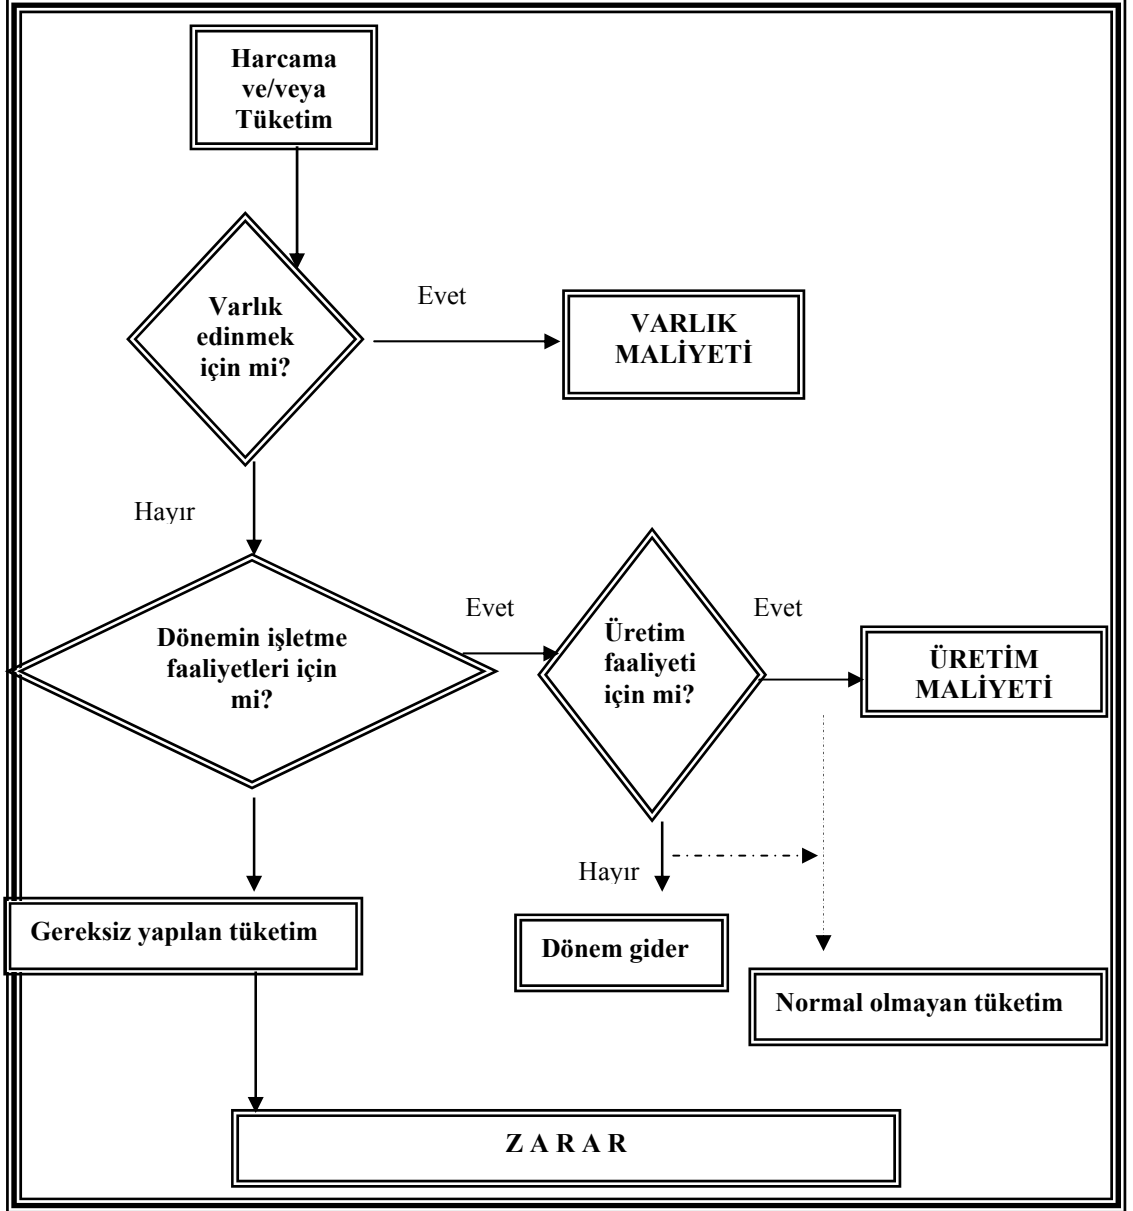 Harcama
ve/veya
Tüketim
Varlık
edinmek
için mi?
Evet
VARLIK
MALİYETİ
Hayır
Dönemin işletme
faaliyetleri için
mi?
Evet
Üretim
faaliyeti
için mi?
Evet
ÜRETİM
MALİYETİ
Hayır
Gereksiz yapılan tüketim
Dönem gider
Normal olmayan tüketim
Z A R A R